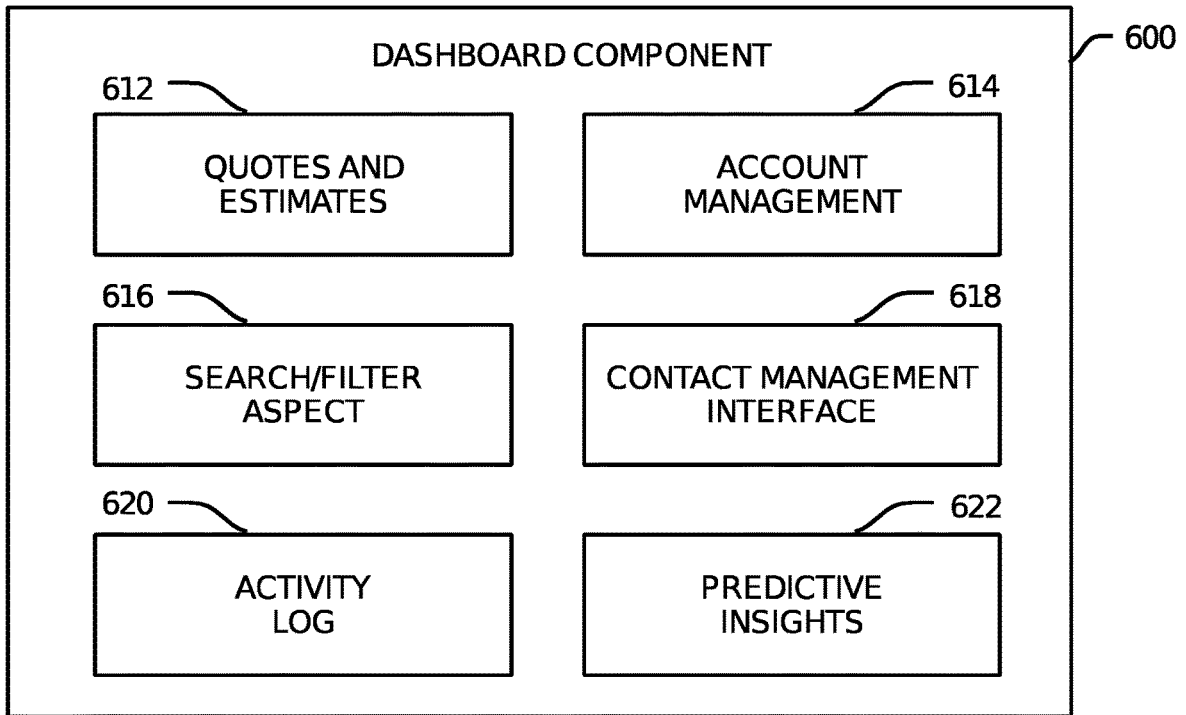 600
DASHBOARD COMPONENT
612
614
QUOTES AND
ESTIMATES
ACCOUNT
MANAGEMENT
616
618
SEARCH/FILTER
ASPECT
CONTACT MANAGEMENT
INTERFACE
620
622
ACTIVITY
LOG
PREDICTIVE
INSIGHTS